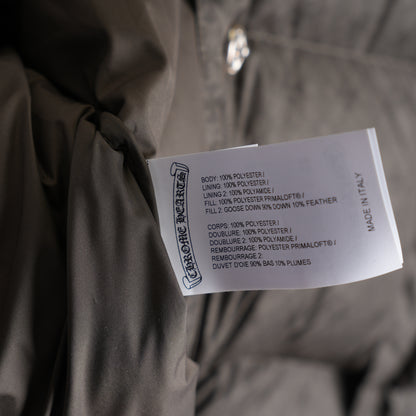 CHROME HEARTS
BODY: 100% POLYESTER /
LINING: 100% POLYESTER /
LINING 2: 100% POLYAMIDE /
FILL: 100% POLYESTER PRIMALOFT® /
FILL 2: GOOSE DOWN 90% DOWN 10% FEATHER
CORPS: 100% POLYESTER /
DOUBLURE: 100% POLYESTER /
DOUBLURE 2: 100% POLYAMIDE /
REMBOURRAGE: POLYESTER PRIMALOFT® /
REMBOURRAGE 2:
DUVET D'OIE 90% BAS 10% PLUMES
MADE IN ITALY